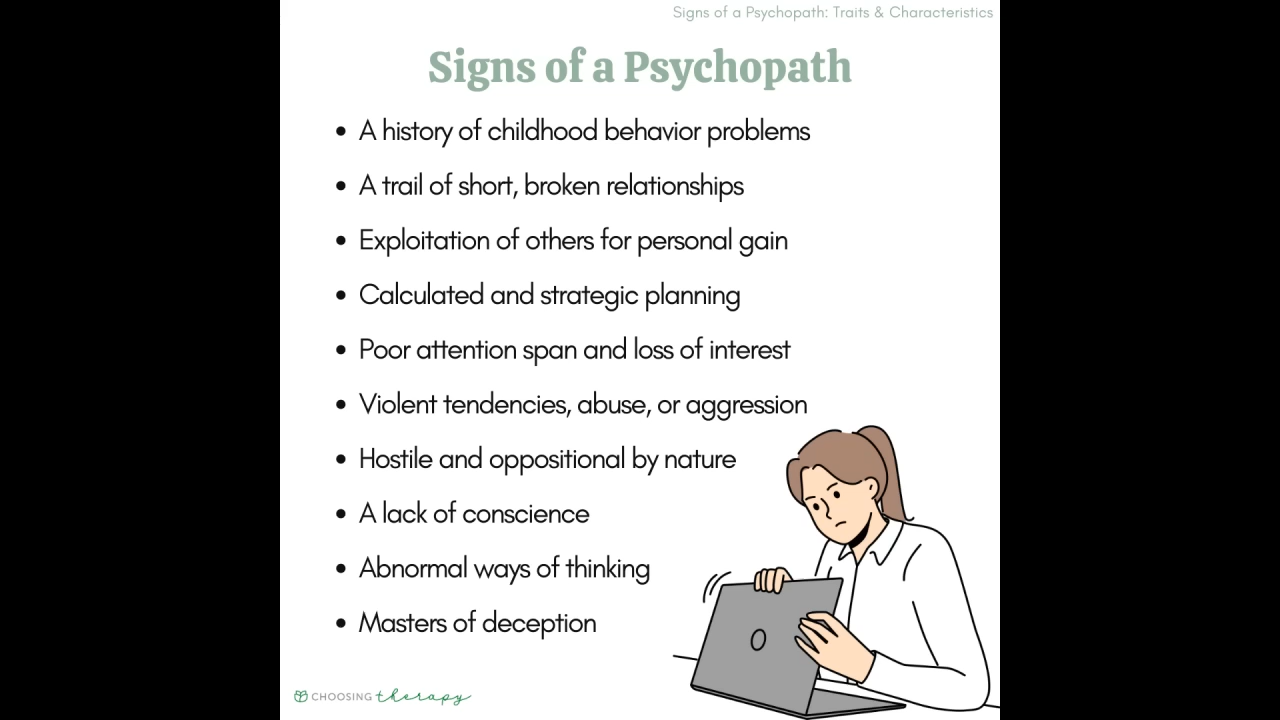 Signs of a Psychopath: Traits & Characteristics
Signs of a Psychopath
• A history of childhood behavior problems
• A trail of short, broken relationships
• Exploitation of others for personal gain
• Calculated and strategic planning
• Poor attention span and loss of interest
• Violent tendencies, abuse, or aggression
• Hostile and oppositional by nature
• A lack of conscience
• Abnormal ways of thinking
• Masters of deception
CHOOSING therapy